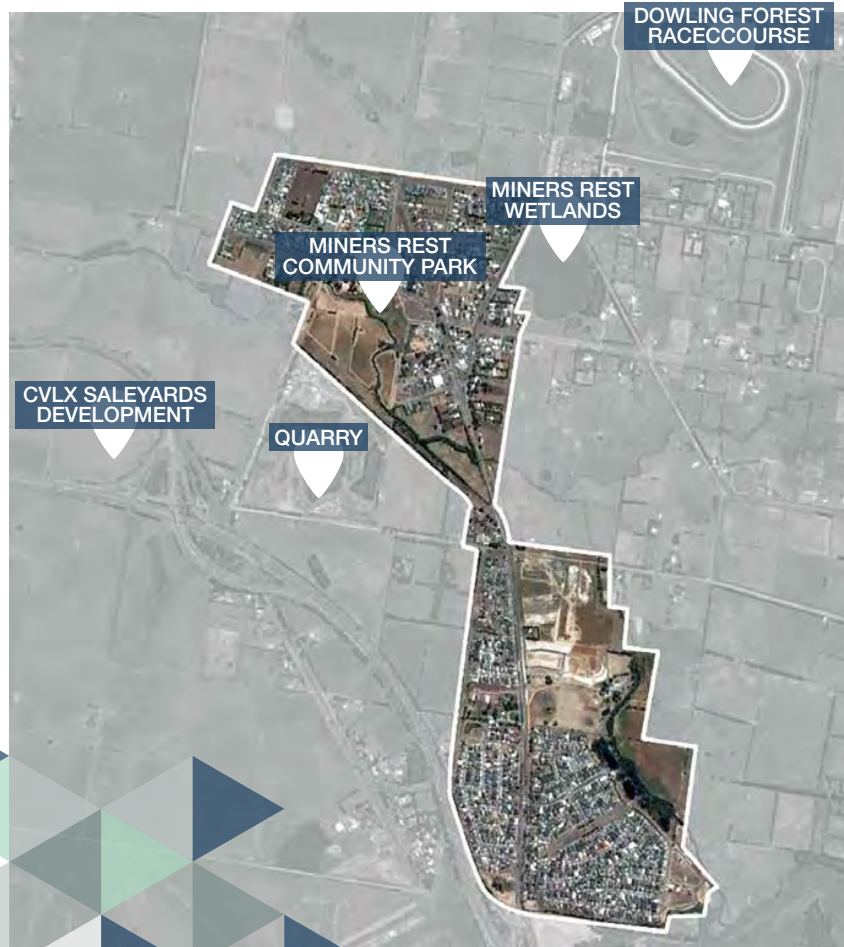 DOWLING FOREST
RACECCOURSE
MINERS REST
WETLANDS
MINERS REST
COMMUNITY PARK
CVLX SALEYARDS
DEVELOPMENT
QUARRY